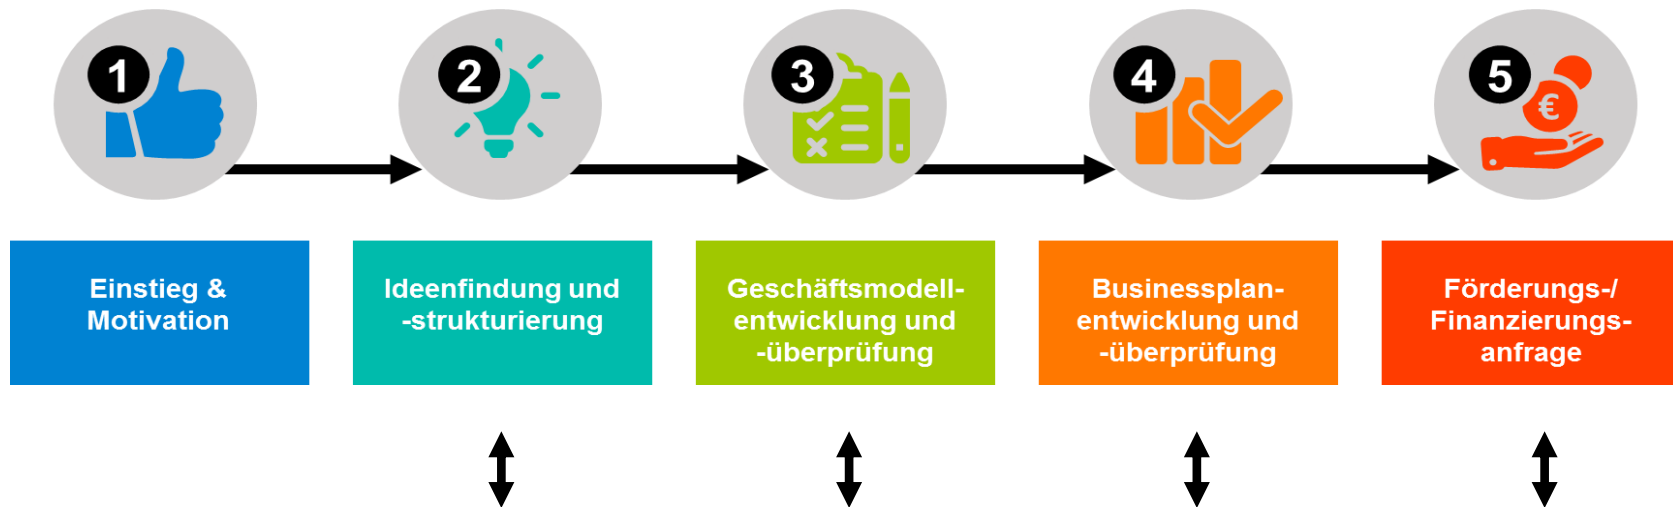 1
2
3
4
5
€
Einstieg &
Motivation
Ideenfindung und
-strukturierung
Geschäftsmodell-
entwicklung und
-überprüfung
Businessplan-
entwicklung und
-überprüfung
Förderungs-/
Finanzierungs-
anfrage